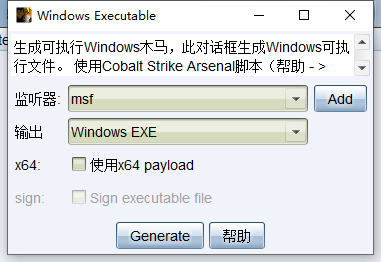 Windows Executable
生成可执行Windows木马，此对话框生成Windows可执
行文件。 使用Cobalt Strike Arsenal脚本（帮助 - >
监听器: msf Add
输出 Windows EXE
x64: 使用x64 payload
sign: Sign executable file
Generate 帮助